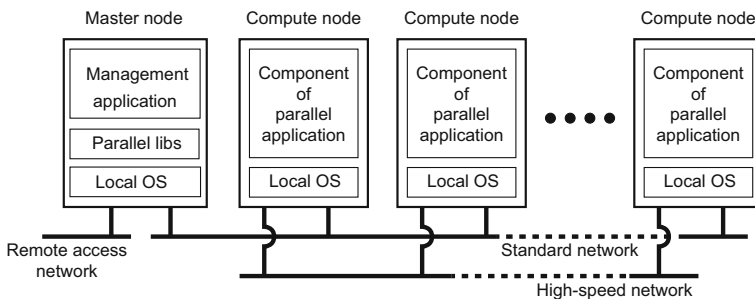 Master node
Compute node
Compute node
Compute node
Management
application
Parallel libs
Local OS
Component
of
parallel
application
Local OS
Component
of
parallel
application
Local OS
Component
of
parallel
application
Local OS
Remote access
network
Standard network
High-speed network